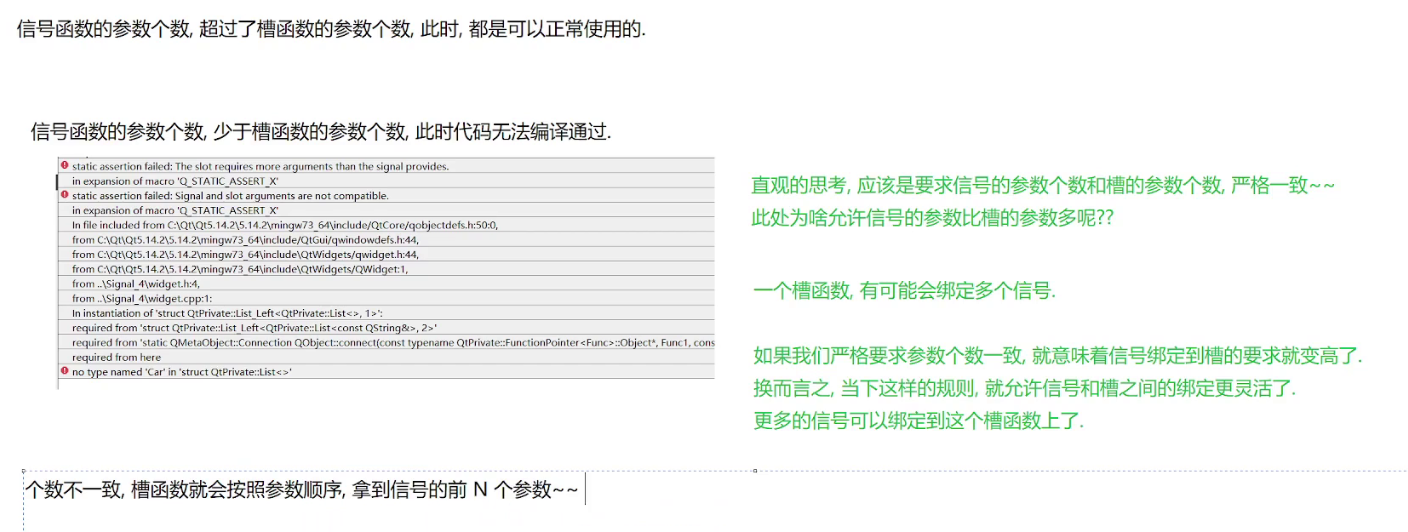 信号函数的参数个数, 超过了槽函数的参数个数, 此时, 都是可以正常使用的.
信号函数的参数个数, 少于槽函数的参数个数, 此时代码无法编译通过.
static assertion failed: The slot requires more arguments than the signal provides.
in expansion of macro 'Q_STATIC_ASSERT_X'
static assertion failed: Signal and slot arguments are not compatible.
in expansion of macro 'Q_STATIC_ASSERT_X'
In file included from C:\Qt\Qt5.14.2\5.14.2\mingw73_64\include/QtCore/qobjectdefs.h:50:0,
from C:\Qt\Qt5.14.2\5.14.2\mingw73_64\include/QtGui/qwindowdefs.h:44,
from C:\Qt\Qt5.14.2\5.14.2\mingw73_64\include\QtWidgets/qwidget.h:44,
from C:\Qt\Qt5.14.2\5.14.2\mingw73_64\include\QtWidgets/QWidget:1,
from ..\Signal_4\widget.h:4,
from ..\Signal_4\widget.cpp:1:
In instantiation of 'struct QtPrivate::List_Left<QtPrivate::List<>, 1>':
required from 'struct QtPrivate::List_Left<QtPrivate::List<const QString&>, 2>'
required from 'static QMetaObject::Connection QObject::connect(const typename QtPrivate::FunctionPointer<Func>::Object*, Func1, cons
required from here
no type named 'Car' in 'struct QtPrivate::List<>'
直观的思考, 应该是要求信号的参数个数和槽的参数个数, 严格一致~~
此处为啥允许信号的参数比槽的参数多呢??
一个槽函数, 有可能会绑定多个信号.
如果我们严格要求参数个数一致, 就意味着信号绑定到槽的要求就变高了.
换而言之, 当下这样的规则, 就允许信号和槽之间的绑定更灵活了.
更多的信号可以绑定到这个槽函数上了.
个数不一致, 槽函数就会按照参数顺序, 拿到信号的前 N 个参数~~